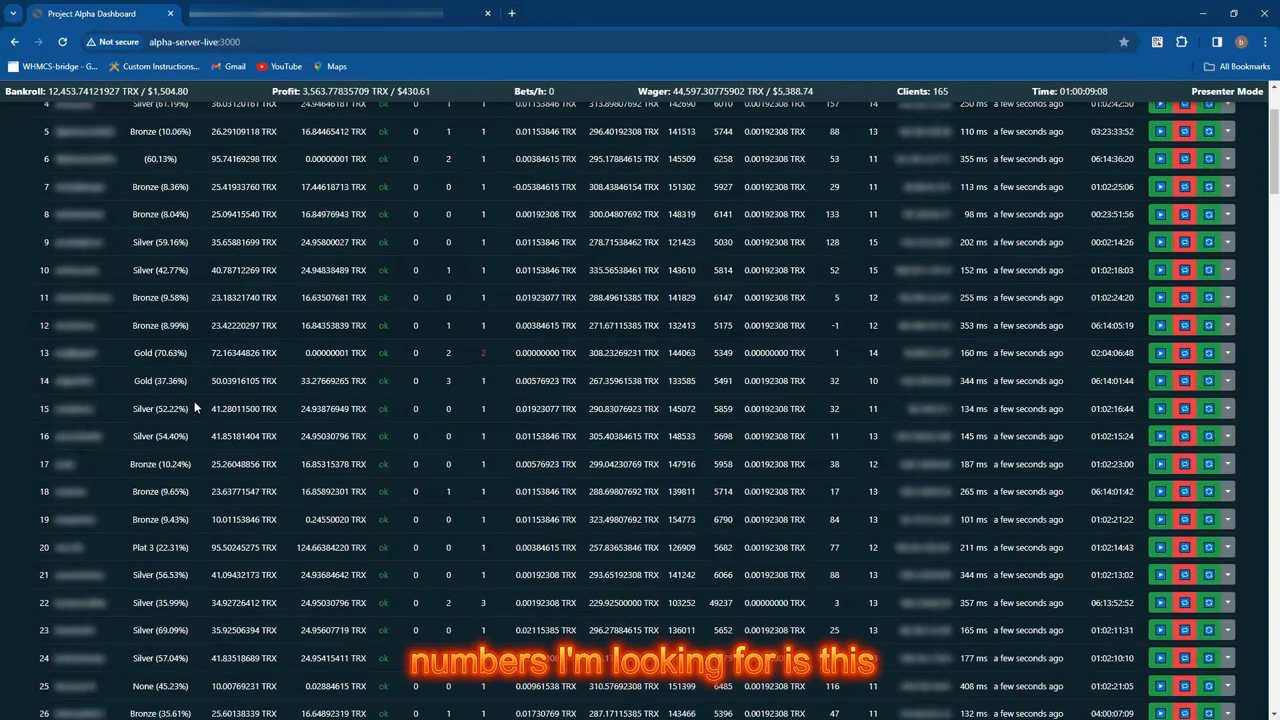 Project Alpha Dashboard
Not secure alpha-server-live:3000
WHMCS-bridge - G... Custom Instructions... Gmail YouTube Maps All Bookmarks
Bankroll: 12,453.74121927 TRX / $1,504.80 Profit: 3,563.77835709 TRX / $430.61 Bets/h: 0 Wager: 44,597.30775902 TRX / $5,388.74 Clients: 165 Time: 01:00:09:08 Presenter Mode
4 Silver (61.19%) 36.03120161 TRX 24.94646181 TRX ok 0 1 1 0.01153846 TRX 313.89807692 TRX 142690 6010 0.00192308 TRX 157 14 250 ms a few seconds ago 01:02:42:50
5 Bronze (10.06%) 26.29109118 TRX 16.84465412 TRX ok 0 1 1 0.01153846 TRX 296.40192308 TRX 141513 5744 0.00192308 TRX 88 13 110 ms a few seconds ago 03:23:33:52
6 (60.13%) 95.74169298 TRX 0.00000001 TRX ok 0 2 1 0.00384615 TRX 295.17884615 TRX 145509 6258 0.00192308 TRX 53 11 355 ms a few seconds ago 06:14:36:20
7 Bronze (8.36%) 25.41933760 TRX 17.44618713 TRX ok 0 0 1 -0.05384615 TRX 308.43846154 TRX 151302 5927 0.00192308 TRX 29 11 113 ms a few seconds ago 01:02:25:06
8 Bronze (8.04%) 25.09415540 TRX 16.84976943 TRX ok 0 0 1 0.00192308 TRX 300.04807692 TRX 148319 6141 0.00192308 TRX 133 11 98 ms a few seconds ago 00:23:51:56
9 Silver (59.16%) 35.65881699 TRX 24.95800027 TRX ok 0 0 1 0.01153846 TRX 278.71538462 TRX 121423 5030 0.00192308 TRX 128 15 202 ms a few seconds ago 00:02:14:26
10 Silver (42.77%) 40.78712269 TRX 24.94838489 TRX ok 0 1 1 0.01153846 TRX 335.56538461 TRX 143610 5814 0.00192308 TRX 52 15 152 ms a few seconds ago 01:02:18:03
11 Bronze (9.58%) 23.18321740 TRX 16.63507681 TRX ok 0 0 1 0.01923077 TRX 288.49615385 TRX 141829 6147 0.00192308 TRX 5 12 255 ms a few seconds ago 01:02:24:20
12 Bronze (8.99%) 23.42220297 TRX 16.84353839 TRX ok 0 1 1 0.00384615 TRX 271.67115385 TRX 132413 5175 0.00192308 TRX -1 12 353 ms a few seconds ago 06:14:05:19
13 Gold (70.63%) 72.16344826 TRX 0.00000001 TRX ok 0 2 2 0.00000000 TRX 308.23269231 TRX 144063 5349 0.00000000 TRX 1 14 160 ms a few seconds ago 02:04:06:48
14 Gold (37.36%) 50.03916105 TRX 33.27669265 TRX ok 0 3 1 0.00576923 TRX 267.35961538 TRX 133585 5491 0.00192308 TRX 32 10 344 ms a few seconds ago 06:14:01:44
15 Silver (52.22%) 41.28011500 TRX 24.93876949 TRX ok 0 0 1 0.01923077 TRX 290.83076923 TRX 145072 5859 0.00192308 TRX 32 11 134 ms a few seconds ago 01:02:16:44
16 Silver (54.40%) 41.85181404 TRX 24.95030796 TRX ok 0 0 1 0.01153846 TRX 305.40384615 TRX 148533 5698 0.00192308 TRX 11 13 145 ms a few seconds ago 01:02:15:24
17 Bronze (10.24%) 25.26048856 TRX 16.85315378 TRX ok 0 0 1 0.00576923 TRX 299.04230769 TRX 147916 5958 0.00192308 TRX 38 12 187 ms a few seconds ago 01:02:23:00
18 Bronze (9.65%) 23.63771547 TRX 16.85892301 TRX ok 0 1 1 0.01153846 TRX 288.69807692 TRX 139811 5714 0.00192308 TRX 17 13 265 ms a few seconds ago 06:14:01:42
19 Bronze (9.43%) 10.01153846 TRX 0.24550020 TRX ok 0 0 1 0.01153846 TRX 323.49807692 TRX 154773 6790 0.00192308 TRX 84 13 101 ms a few seconds ago 01:02:21:22
20 Plat 3 (22.31%) 95.50245275 TRX 124.66384220 TRX ok 0 0 1 0.00384615 TRX 257.83653846 TRX 126909 5682 0.00192308 TRX 77 12 211 ms a few seconds ago 01:02:14:43
21 Silver (56.53%) 41.09432173 TRX 24.93684642 TRX ok 0 0 1 0.00192308 TRX 293.65192308 TRX 141242 6066 0.00192308 TRX 88 13 130 ms a few seconds ago 01:02:13:02
22 Silver (35.99%) 34.92726412 TRX 24.95030796 TRX ok 0 2 3 0.00192308 TRX 229.92500000 TRX 103252 49237 0.00000000 TRX 3 13 357 ms a few seconds ago 06:13:52:52
23 Silver (69.09%) 35.92506394 TRX 24.95607719 TRX ok 0 0 1 0.02115385 TRX 136011 5652 0.00192308 TRX 25 13 165 ms a few seconds ago 01:02:11:31
24 Silver (57.04%) 41.83518689 TRX ok 0 0 1 13 177 ms a few seconds ago 01:02:10:10
numbers I'm looking for is this
25 None (45.23%) 10.00769231 TRX 0.02884615 TRX ok 0 0 1 0.00961538 TRX 151399 6485 0.00192308 TRX 116 11 408 ms a few seconds ago 01:02:21:05
26 Bronze (35.61%) 25.60138339 TRX 16.64892319 TRX ok 0 0 1 0.01730769 TRX 287.17115385 TRX 143466 5396 0.00192308 TRX 47 11 132 ms a few seconds ago 04:00:07:09